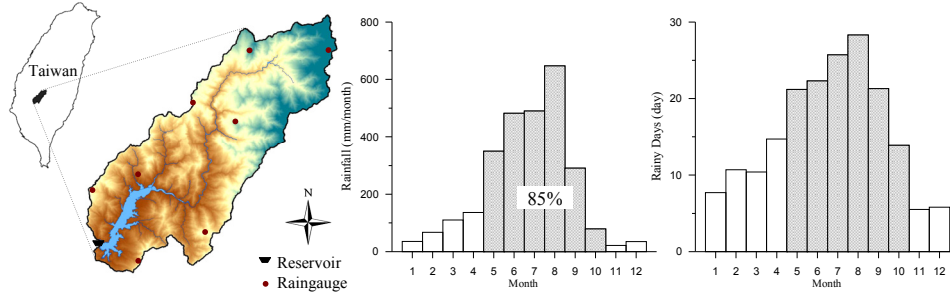 Taiwan
N
Reservoir
Raingauge
Rainfall (mm/month)
800
600
400
200
0
85%
1 2 3 4 5 6 7 8 9 10 11 12
Month
Rainy Days (day)
30
20
10
0
1 2 3 4 5 6 7 8 9 10 11 12
Month